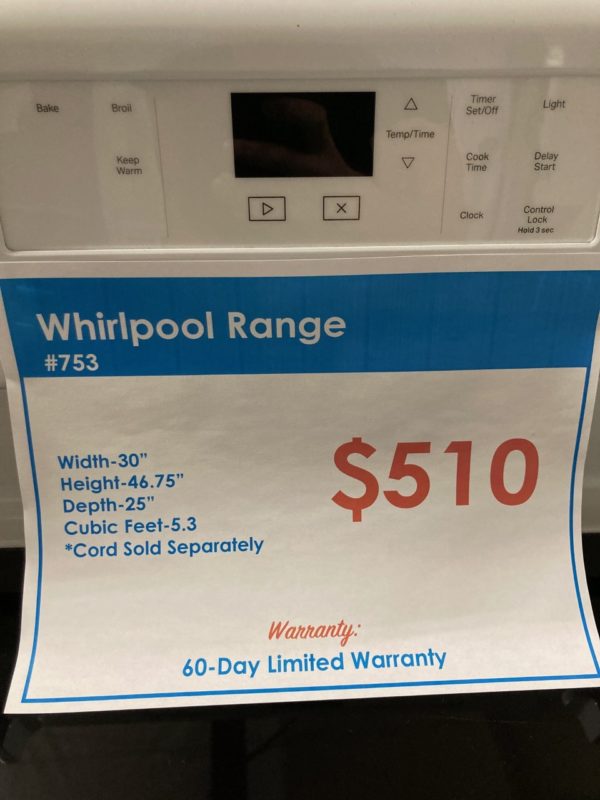 Bake
Broil
Keep
Warm
Temp/Time
Timer
Set/Off
Light
Cook
Time
Delay
Start
Clock
Control
Lock
Hold 3 sec
Whirlpool Range
#753
Width-30”
Height-46.75”
Depth-25”
Cubic Feet-5.3
*Cord Sold Separately
$510
Warranty:
60-Day Limited Warranty